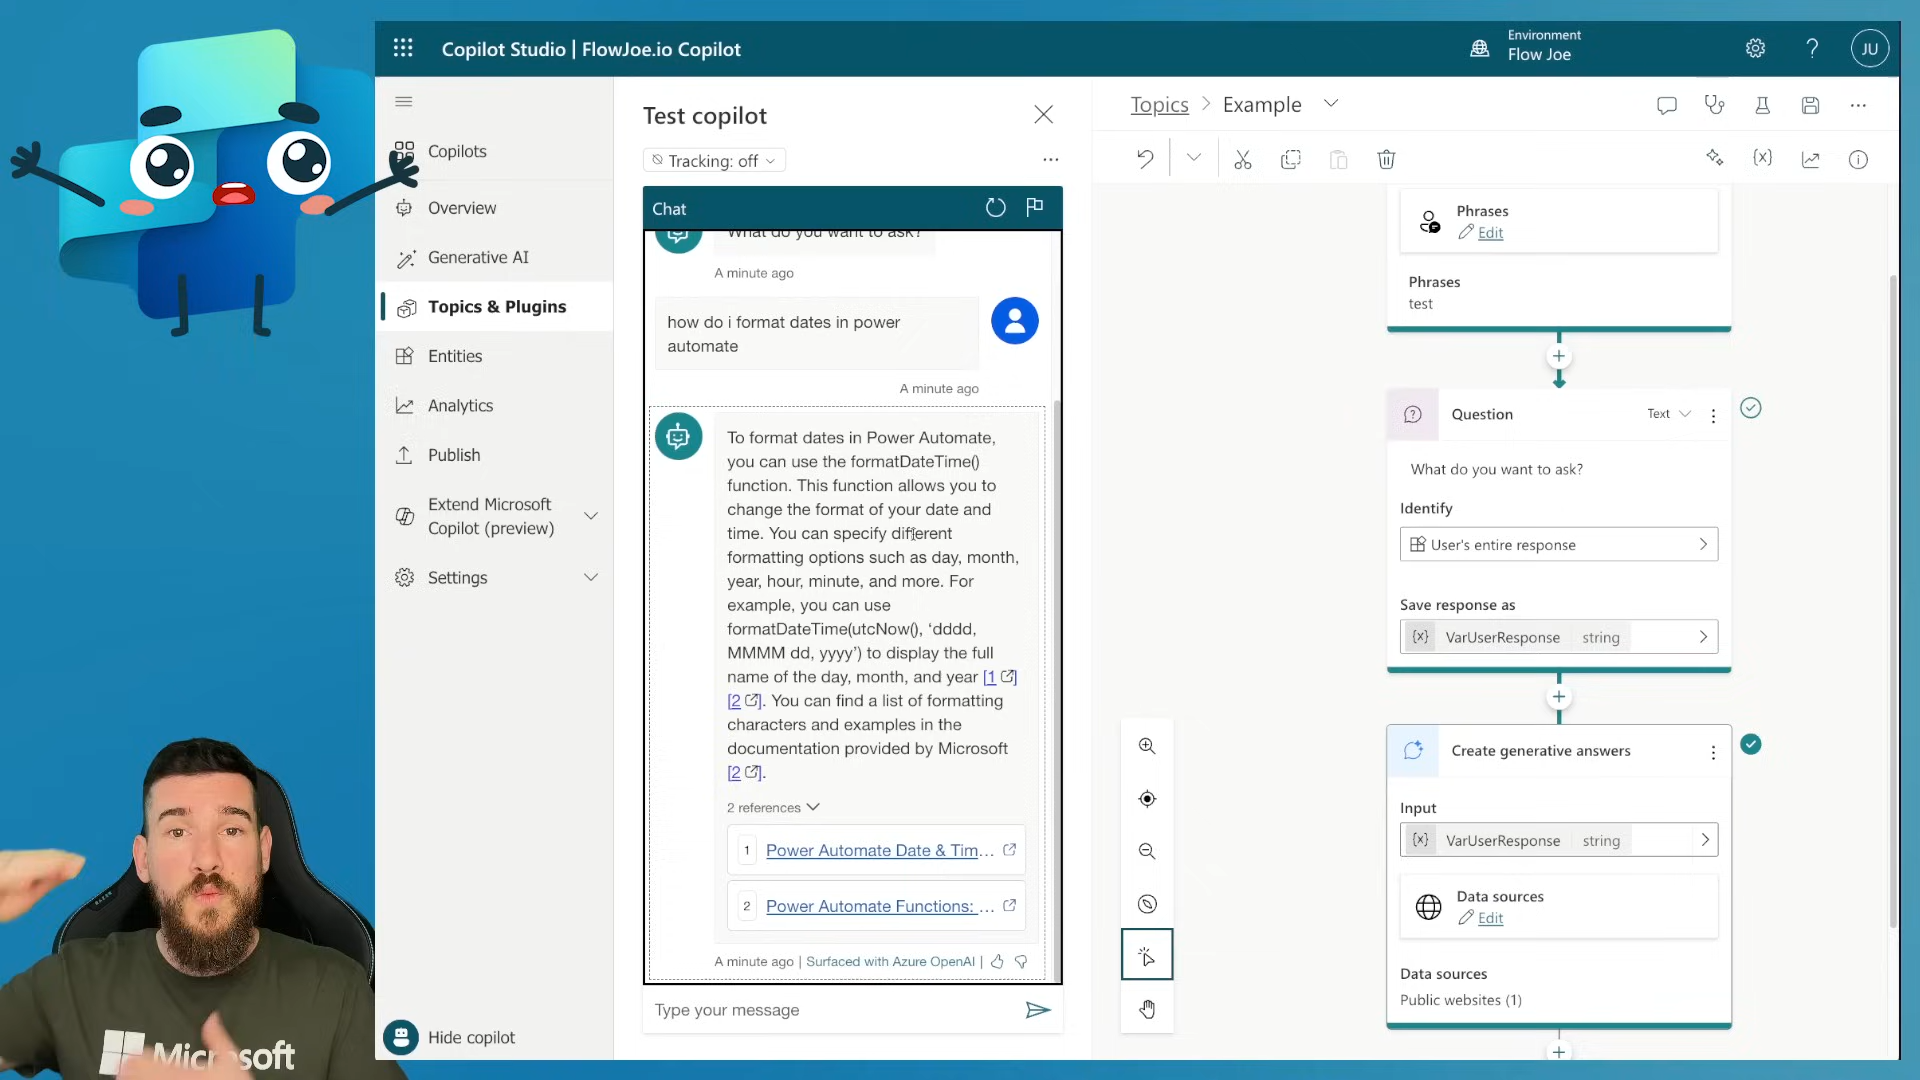 Copilot Studio | FlowJoe.io Copilot
Environment
Flow Joe
JU
Copilots
Overview
Generative AI
Topics & Plugins
Entities
Analytics
Publish
Extend Microsoft
Copilot (preview)
Settings
Hide copilot
Test copilot
Tracking: off
Chat
What do you want to ask?
A minute ago
how do i format dates in power
automate
A minute ago
To format dates in Power Automate,
you can use the formatDateTime()
function. This function allows you to
change the format of your date and
time. You can specify different
formatting options such as day, month,
year, hour, minute, and more. For
example, you can use
formatDateTime(utcNow(), ‘dddd,
MMMM dd, yyyy’) to display the full
name of the day, month, and year [1]
[2]. You can find a list of formatting
characters and examples in the
documentation provided by Microsoft
[2].
2 references
1 Power Automate Date & Tim...
2 Power Automate Functions: ...
A minute ago | Surfaced with Azure OpenAI |
Type your message
Topics > Example
Phrases
Edit
Phrases
test
Question
Text
What do you want to ask?
Identify
User's entire response
Save response as
{x} VarUserResponse string
Create generative answers
Input
{x} VarUserResponse string
Data sources
Edit
Data sources
Public websites (1)
Microsoft